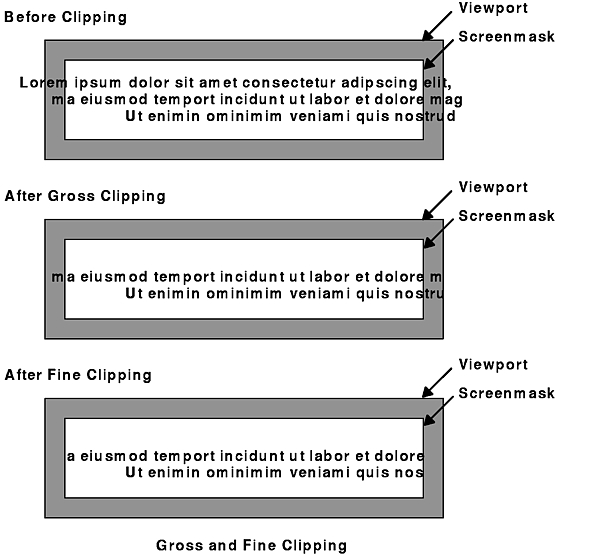 Before Clipping
Viewport
Screenmask
Lorem ipsum dolor sit amet consectetur adipscing elit,
ma eiusmod temport incidunt ut labor et dolore mag
Ut enimin ominimim veniami quis nostrud
After Gross Clipping
Viewport
Screenmask
ma eiusmod temport incidunt ut labor et dolore m
Ut enimin ominimim veniami quis nostru
After Fine Clipping
Viewport
Screenmask
a eiusmod temport incidunt ut labor et dolore
Ut enimin ominimim veniami quis nos
Gross and Fine Clipping